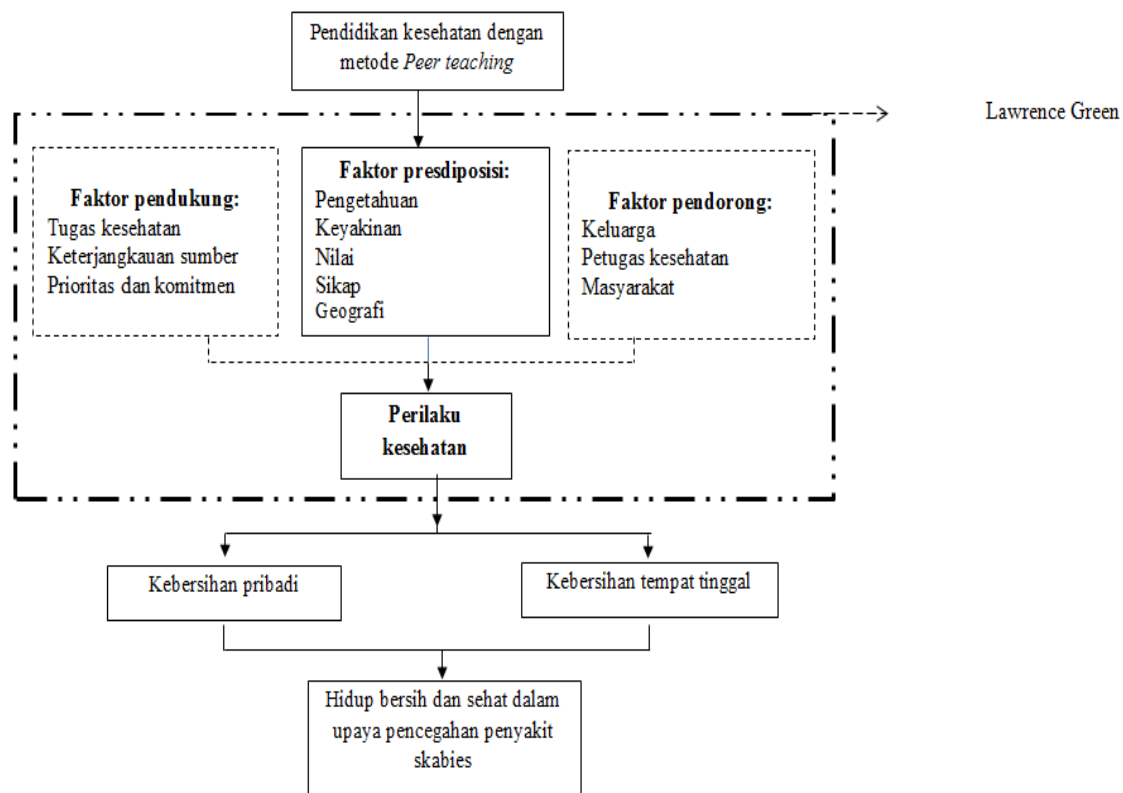 Pendidikan kesehatan dengan
metode Peer teaching
Lawrence Green
Faktor pendukung:
Tugas kesehatan
Keterjangkauan sumber
Prioritas dan komitmen
Faktor presdiposisi:
Pengetahuan
Keyakinan
Nilai
Sikap
Geografi
Faktor pendorong:
Keluarga
Petugas kesehatan
Masyarakat
Perilaku
kesehatan
Kebersihan pribadi
Kebersihan tempat tinggal
Hidup bersih dan sehat dalam
upaya pencegahan penyakit
skabies